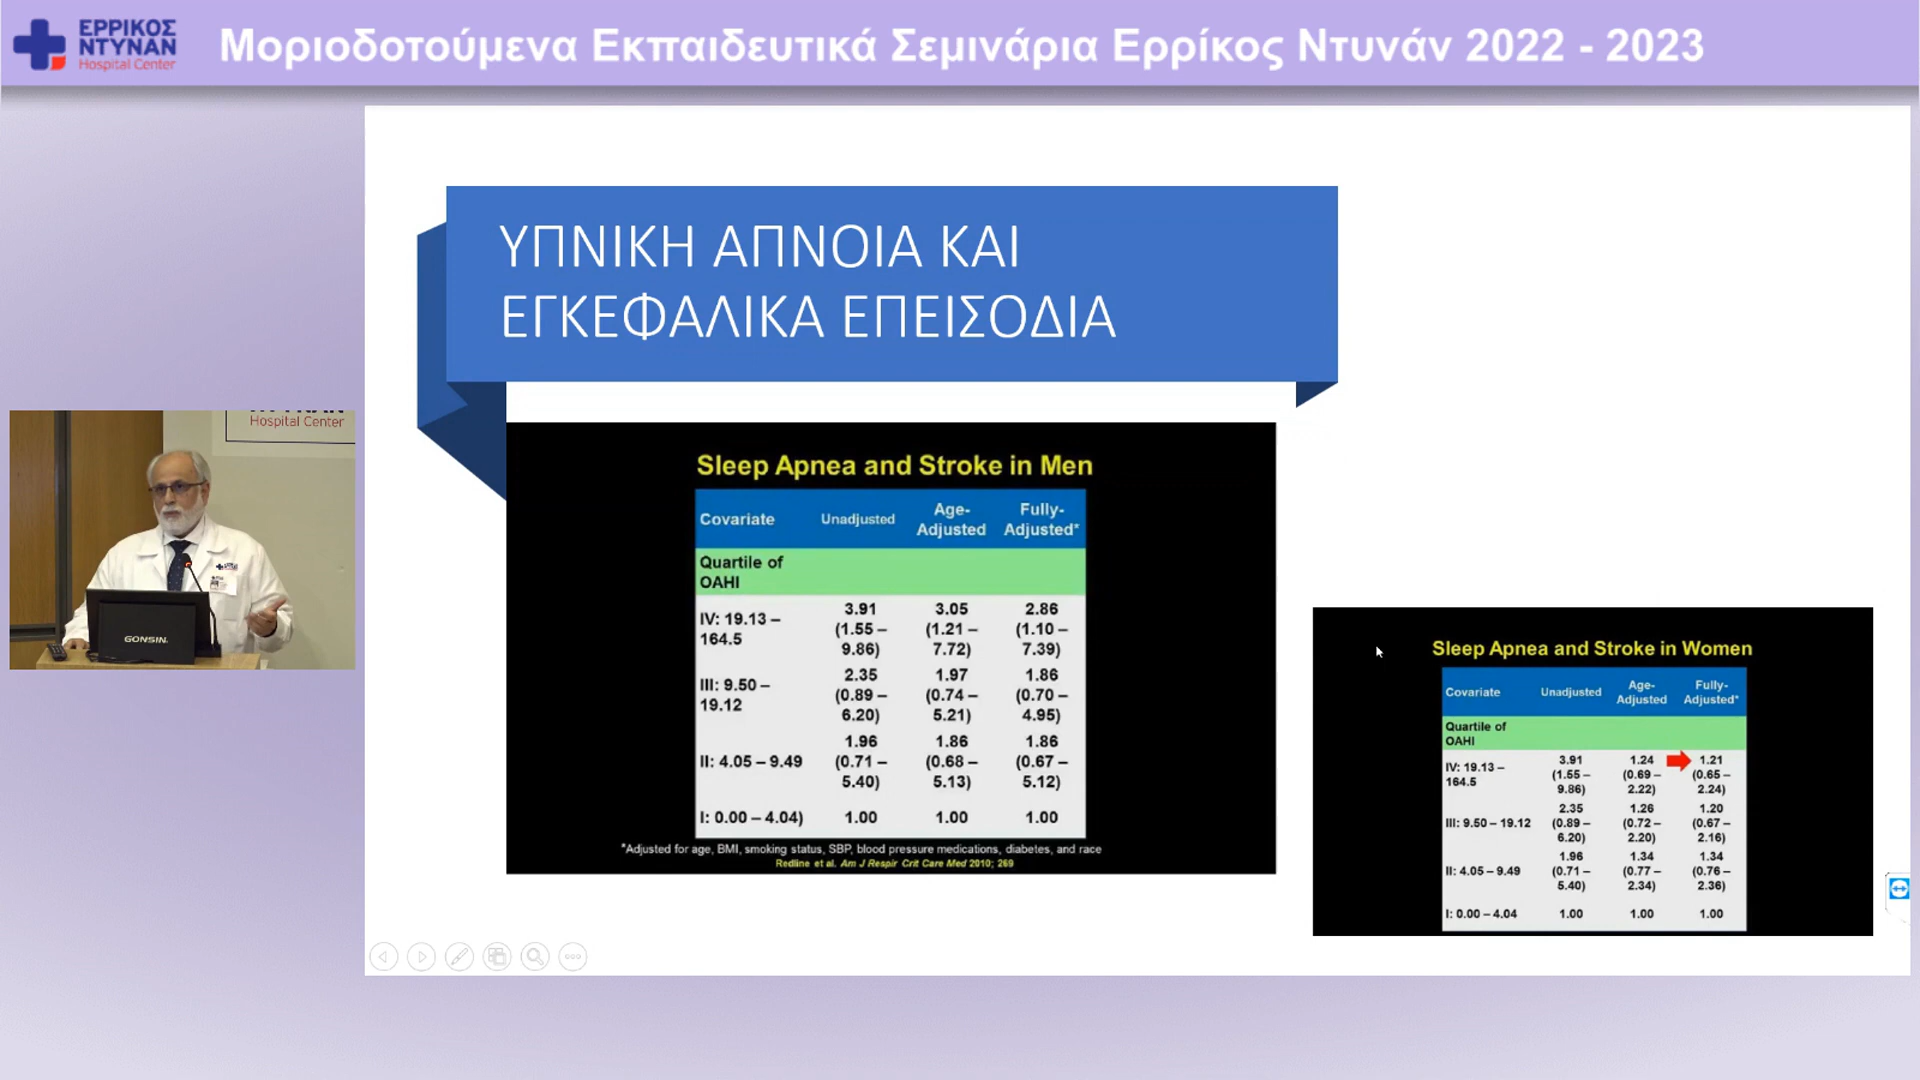 ΕΡΡΙΚΟΣ
ΝΤΥΝΑΝ
Hospital Center
Μοριοδοτούμενα Εκπαιδευτικά Σεμινάρια Ερρίκος Ντυνάν 2022 - 2023
ΥΠΝΙΚΗ ΑΠΝΟΙΑ ΚΑΙ
ΕΓΚΕΦΑΛΙΚΑ ΕΠΕΙΣΟΔΙΑ
Hospital Center
GONSIN
Sleep Apnea and Stroke in Men
Covariate Unadjusted Age-Adjusted Fully-Adjusted*
Quartile of
OAHI
IV: 19.13 – 164.5 3.91 (1.55 – 9.86) 3.05 (1.21 – 7.72) 2.86 (1.10 – 7.39)
III: 9.50 – 19.12 2.35 (0.89 – 6.20) 1.97 (0.74 – 5.21) 1.86 (0.70 – 4.95)
II: 4.05 – 9.49 1.96 (0.71 – 5.40) 1.86 (0.68 – 5.13) 1.86 (0.67 – 5.12)
I: 0.00 – 4.04) 1.00 1.00 1.00
*Adjusted for age, BMI, smoking status, SBP, blood pressure medications, diabetes, and race
Redline et al. Am J Respir Crit Care Med 2010; 269
Sleep Apnea and Stroke in Women
Covariate Unadjusted Age-Adjusted Fully-Adjusted*
Quartile of
OAHI
IV: 19.13 – 164.5 3.91 (1.55 – 9.86) 1.24 (0.69 – 2.22) 1.21 (0.65 – 2.24)
III: 9.50 – 19.12 2.35 (0.89 – 6.20) 1.26 (0.72 – 2.20) 1.20 (0.67 – 2.16)
II: 4.05 – 9.49 1.96 (0.71 – 5.40) 1.34 (0.77 – 2.34) 1.34 (0.76 – 2.36)
I: 0.00 – 4.04 1.00 1.00 1.00